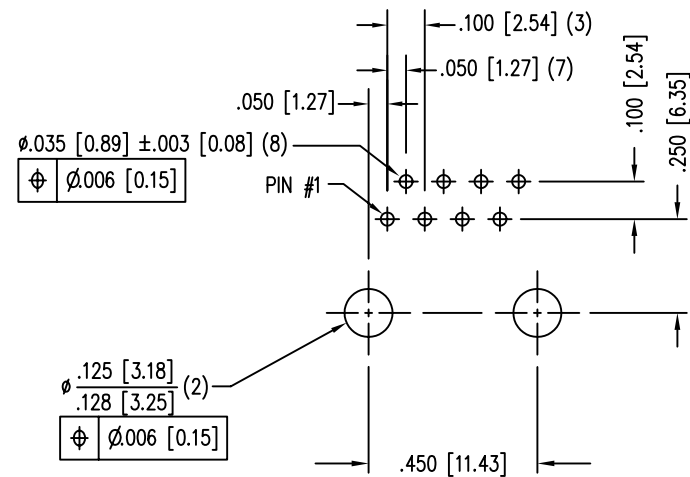 .100 [2.54] (3)
.050 [1.27] (7)
.050 [1.27]
.100 [2.54]
.250 [6.35]
ø.035 [0.89] ±.003 [0.08] (8)
⌖ Ø.006 [0.15]
PIN #1
ø .125 [3.18] (2)
.128 [3.25]
⌖ Ø.006 [0.15]
.450 [11.43]